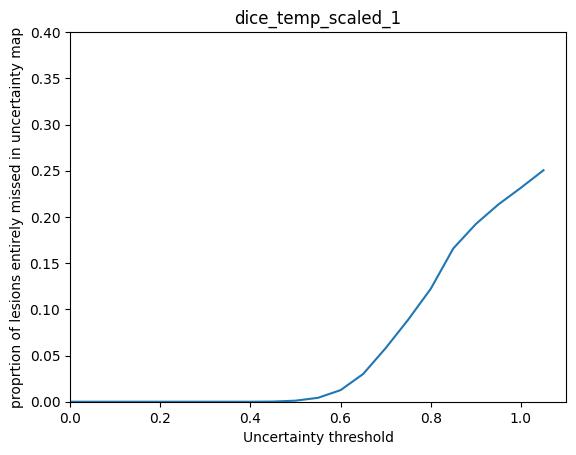 dice_temp_scaled_1
proprtion of lesions entirely missed in uncertainty map
0.40
0.35
0.30
0.25
0.20
0.15
0.10
0.05
0.00
0.0 0.2 0.4 0.6 0.8 1.0
Uncertainty threshold